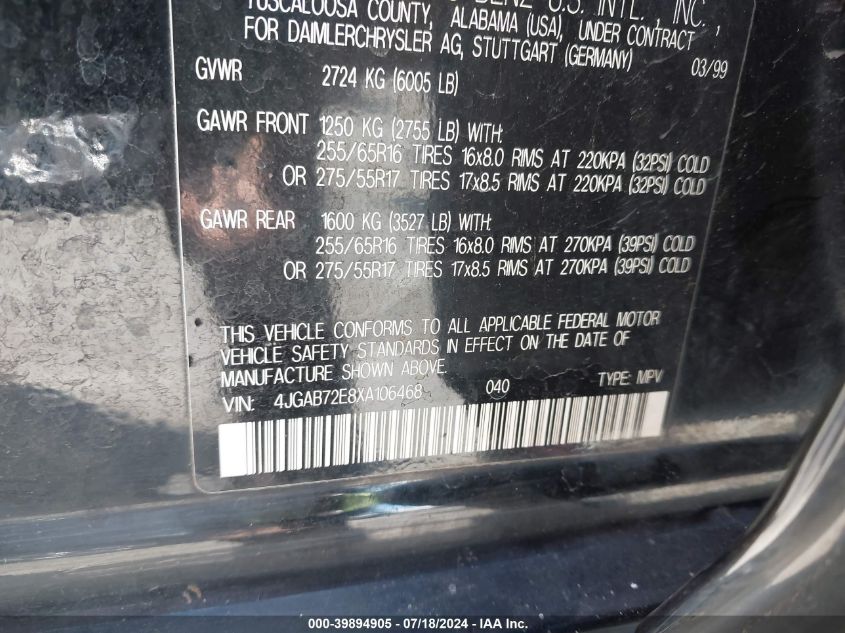 BENZ U.S. INTL., INC.,
TUSCALOOSA COUNTY, ALABAMA (USA), UNDER CONTRACT
FOR DAIMLERCHRYSLER AG, STUTTGART (GERMANY)
03/99
GVWR 2724 KG (6005 LB)
GAWR FRONT 1250 KG (2755 LB) WITH:
255/65R16 TIRES 16x8.0 RIMS AT 220KPA (32PSI) COLD
OR 275/55R17 TIRES 17x8.5 RIMS AT 220KPA (32PSI) COLD
GAWR REAR 1600 KG (3527 LB) WITH:
255/65R16 TIRES 16x8.0 RIMS AT 270KPA (39PSI) COLD
OR 275/55R17 TIRES 17x8.5 RIMS AT 270KPA (39PSI) COLD
THIS VEHICLE CONFORMS TO ALL APPLICABLE FEDERAL MOTOR
VEHICLE SAFETY STANDARDS IN EFFECT ON THE DATE OF
MANUFACTURE SHOWN ABOVE.
VIN: 4JGAB72E8XA106468 040 TYPE: MPV
000-39894905 - 07/18/2024 - IAA Inc.